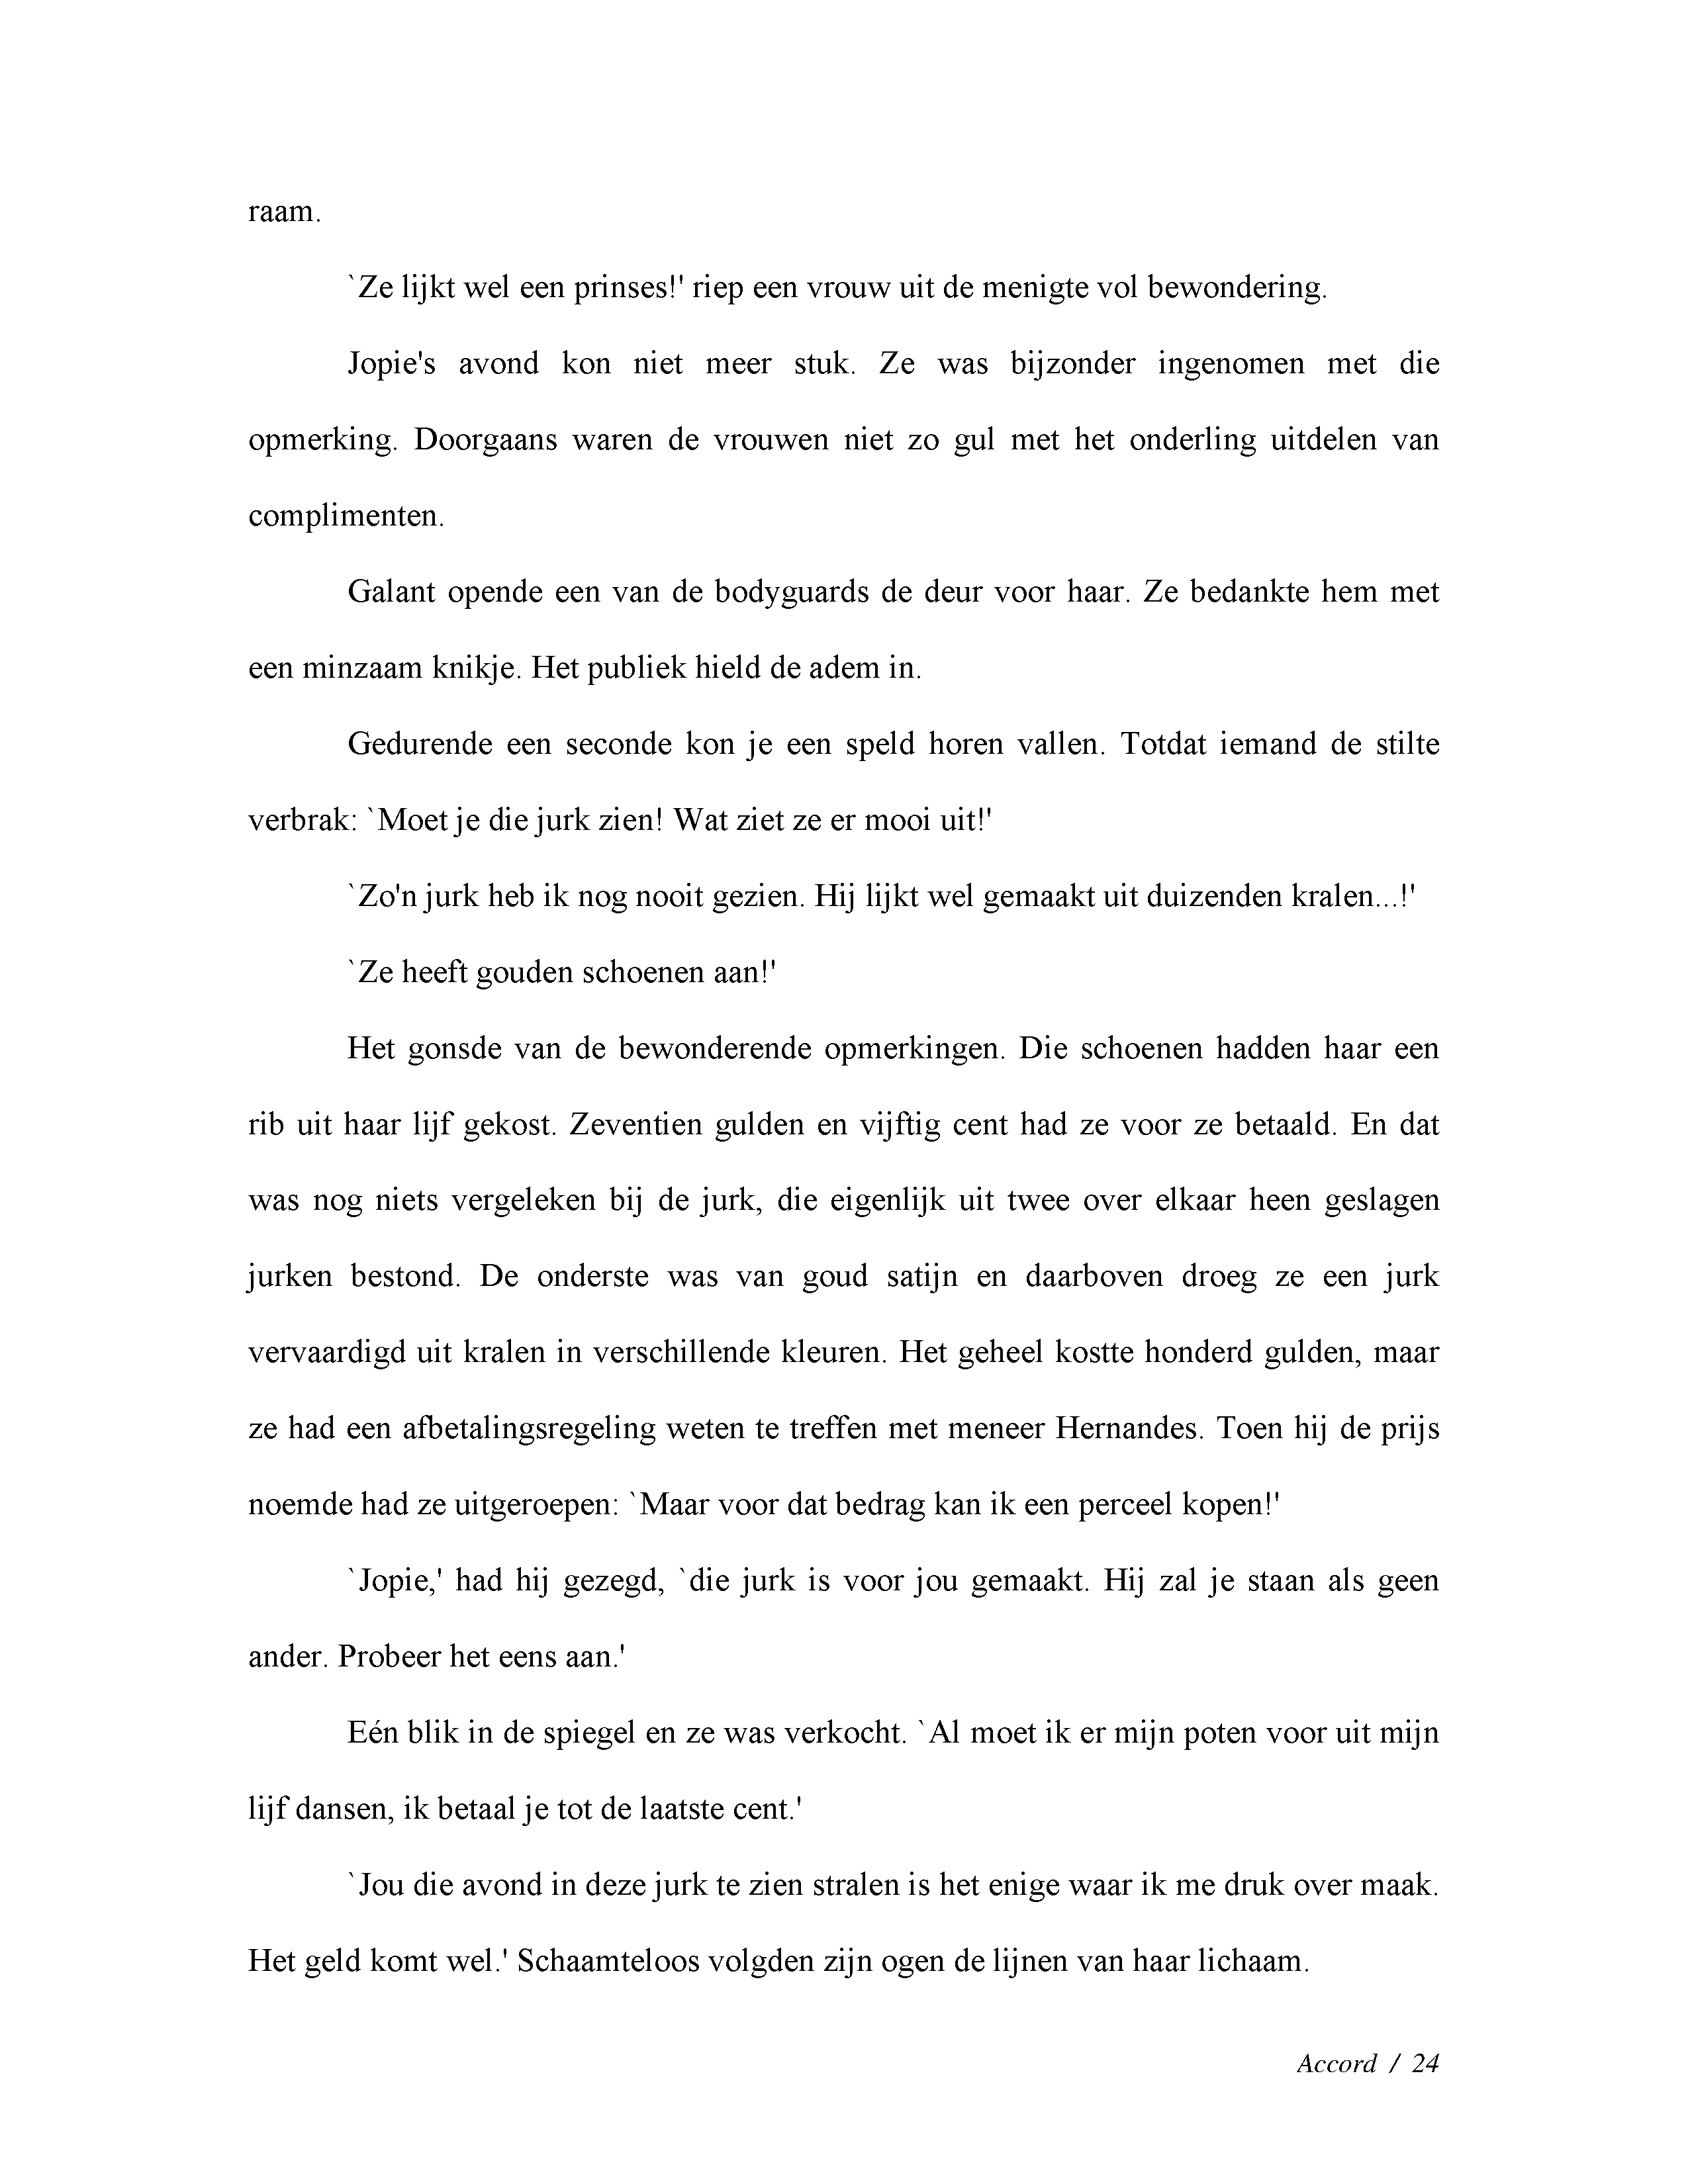 raam.
`Ze lijkt wel een prinses!' riep een vrouw uit de menigte vol bewondering.
Jopie's avond kon niet meer stuk. Ze was bijzonder ingenomen met die
opmerking. Doorgaans waren de vrouwen niet zo gul met het onderling uitdelen van
complimenten.
Galant opende een van de bodyguards de deur voor haar. Ze bedankte hem met
een minzaam knikje. Het publiek hield de adem in.
Gedurende een seconde kon je een speld horen vallen. Totdat iemand de stilte
verbrak: `Moet je die jurk zien! Wat ziet ze er mooi uit!'
`Zo'n jurk heb ik nog nooit gezien. Hij lijkt wel gemaakt uit duizenden kralen...!'
`Ze heeft gouden schoenen aan!'
Het gonsde van de bewonderende opmerkingen. Die schoenen hadden haar een
rib uit haar lijf gekost. Zeventien gulden en vijftig cent had ze voor ze betaald. En dat
was nog niets vergeleken bij de jurk, die eigenlijk uit twee over elkaar heen geslagen
jurken bestond. De onderste was van goud satijn en daarboven droeg ze een jurk
vervaardigd uit kralen in verschillende kleuren. Het geheel kostte honderd gulden, maar
ze had een afbetalingsregeling weten te treffen met meneer Hernandes. Toen hij de prijs
noemde had ze uitgeroepen: `Maar voor dat bedrag kan ik een perceel kopen!'
`Jopie,' had hij gezegd, `die jurk is voor jou gemaakt. Hij zal je staan als geen
ander. Probeer het eens aan.'
Eén blik in de spiegel en ze was verkocht. `Al moet ik er mijn poten voor uit mijn
lijf dansen, ik betaal je tot de laatste cent.'
`Jou die avond in deze jurk te zien stralen is het enige waar ik me druk over maak.
Het geld komt wel.' Schaamteloos volgden zijn ogen de lijnen van haar lichaam.
Accord / 24